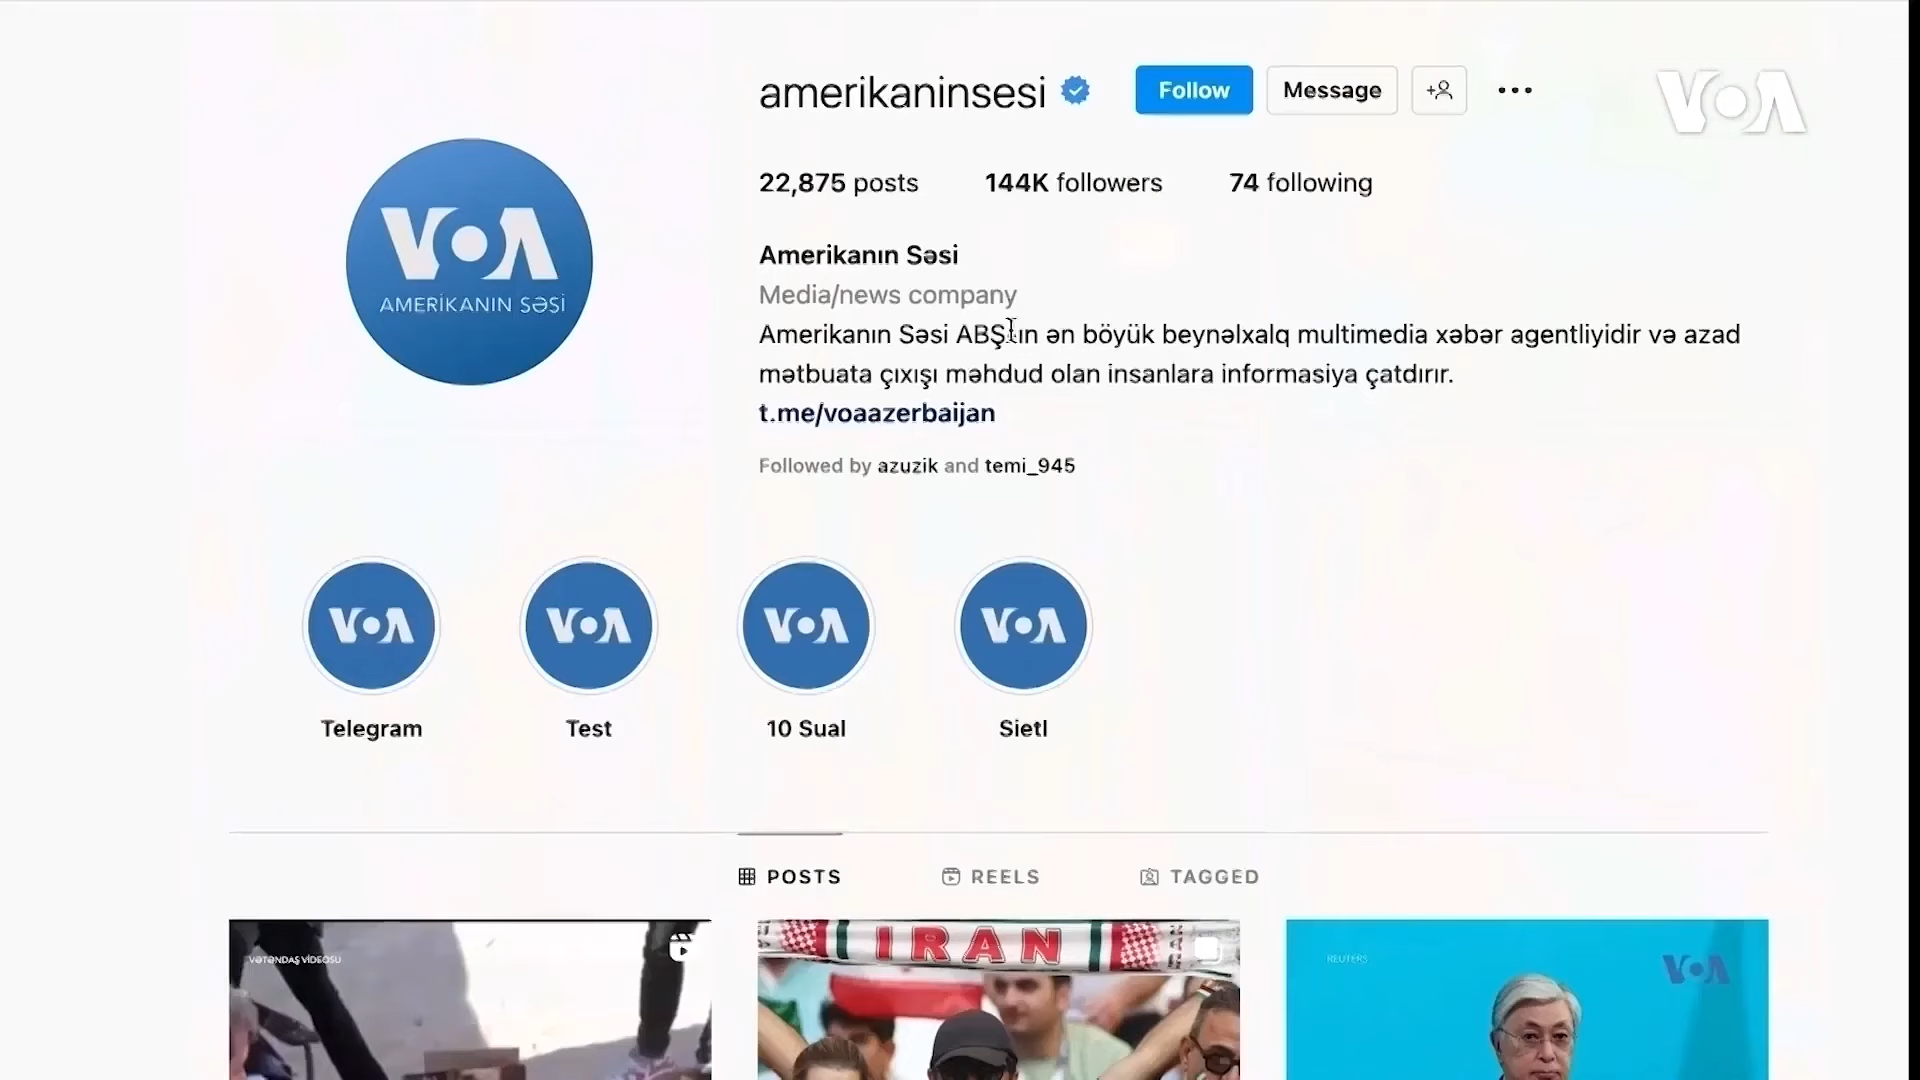 amerikaninsesi
Follow
Message
VOA
22,875 posts
144K followers
74 following
VOA
AMERİKANIN SƏSİ
Amerikanın Səsi
Media/news company
Amerikanın Səsi ABŞ-ın ən böyük beynəlxalq multimedia xəbər agentliyidir və azad
mətbuata çıxışı məhdud olan insanlara informasiya çatdırır.
t.me/voaazerbaijan
Followed by azuzik and temi_945
VOA
VOA
VOA
VOA
Telegram
Test
10 Sual
Sietl
POSTS
REELS
TAGGED
VƏTƏNDAŞ VİDEOSU
IRAN
IRAN
REUTERS
VOA